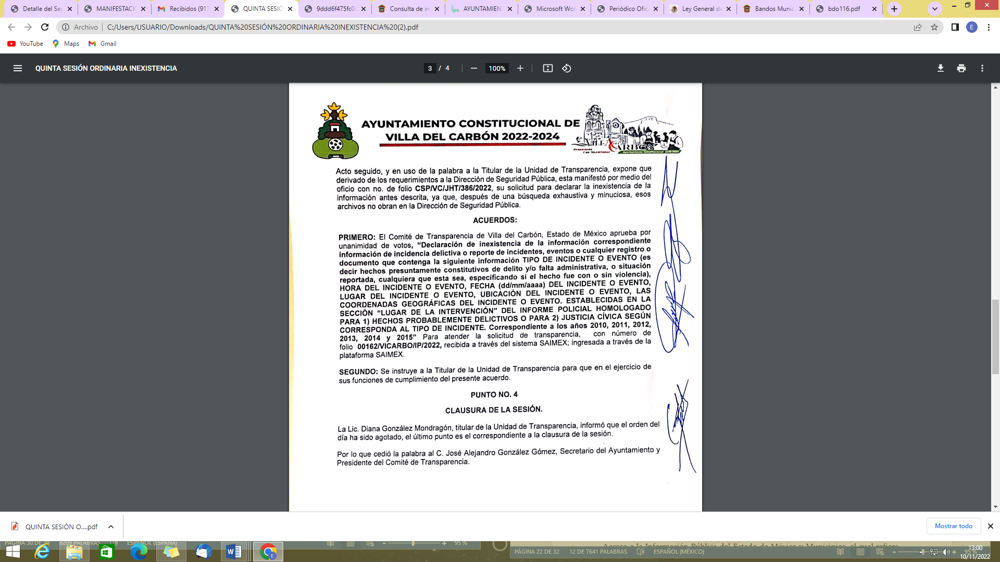 Detalle del Seg
MANIFESTACIO
Recibidos (917
QUINTA SESIÓ
9ddd6f475fc0c
Consulta de in
AYUNTAMIEN
Microsoft Wor
Periódico Ofic
Ley General de
Bandos Munic
bdo116.pdf
Archivo
C:/Users/USUARIO/Downloads/QUINTA%20SESIÓN%20ORDINARIA%20INEXISTENCIA%20(2).pdf
E
YouTube
Maps
Gmail
QUINTA SESIÓN ORDINARIA INEXISTENCIA
3 / 4
100%
AYUNTAMIENTO CONSTITUCIONAL DE
VILLA DEL CARBÓN 2022-2024
Acto seguido, y en uso de la palabra a la Titular de la Unidad de Transparencia, expone que
derivado de los requerimientos a la Dirección de Seguridad Pública, esta manifestó por medio del
oficio con no. de folio CSP/VC/JHT/386/2022, su solicitud para declarar la inexistencia de la
información antes descrita, ya que, después de una búsqueda exhaustiva y minuciosa, esos
archivos no obran en la Dirección de Seguridad Pública.
ACUERDOS:
PRIMERO: El Comité de Transparencia de Villa del Carbón, Estado de México aprueba por
unanimidad de votos, “Declaración de inexistencia de la información correspondiente
información de incidencia delictiva o reporte de incidentes, eventos o cualquier registro o
documento que contenga la siguiente información TIPO DE INCIDENTE O EVENTO (es
decir hechos presuntamente constitutivos de delito y/o falta administrativa, o situación
reportada, cualquiera que esta sea, especificando si el hecho fue con o sin violencia),
HORA DEL INCIDENTE O EVENTO, FECHA (dd/mm/aaaa) DEL INCIDENTE O EVENTO,
LUGAR DEL INCIDENTE O EVENTO, UBICACIÓN DEL INCIDENTE O EVENTO, LAS
COORDENADAS GEOGRÁFICAS DEL INCIDENTE O EVENTO. ESTABLECIDAS EN LA
SECCIÓN “LUGAR DE LA INTERVENCIÓN” DEL INFORME POLICIAL HOMOLOGADO
PARA 1) HECHOS PROBABLEMENTE DELICTIVOS O PARA 2) JUSTICIA CÍVICA SEGÚN
CORRESPONDA AL TIPO DE INCIDENTE. Correspondiente a los años 2010, 2011, 2012,
2013, 2014 y 2015” Para atender la solicitud de transparencia, con número de
folio 00162/VICARBO/IP/2022, recibida a través del sistema SAIMEX; ingresada a través de la
plataforma SAIMEX.
SEGUNDO: Se instruye a la Titular de la Unidad de Transparencia para que en el ejercicio de
sus funciones de cumplimiento del presente acuerdo.
PUNTO NO. 4
CLAUSURA DE LA SESIÓN.
La Lic. Diana González Mondragón, titular de la Unidad de Transparencia, informó que el orden del
día ha sido agotado, el último punto es el correspondiente a la clausura de la sesión.
Por lo que cedió la palabra al C. José Alejandro González Gómez, Secretario del Ayuntamiento y
Presidente del Comité de Transparencia.
QUINTA SESIÓN O....pdf
Mostrar todo
PÁGINA 30 DE 39
8209 PALABRAS
ESPAÑOL (ESPAÑA)
95 %
PÁGINA 22 DE 32
12 DE 7641 PALABRAS
ESPAÑOL (MÉXICO)
95 %
13:00
10/11/2022